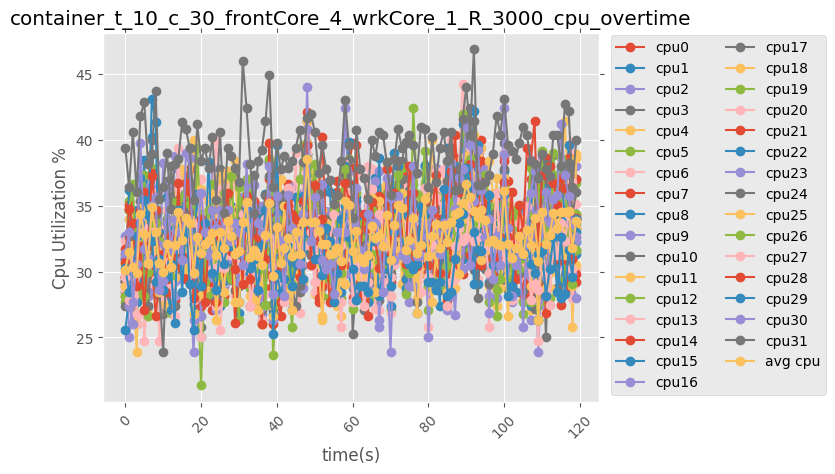 container_t_10_c_30_frontCore_4_wrkCore_1_R_3000_cpu_overtime
Cpu Utilization %
45
40
35
30
25
0
20
40
60
80
100
120
time(s)
cpu0
cpu1
cpu2
cpu3
cpu4
cpu5
cpu6
cpu7
cpu8
cpu9
cpu10
cpu11
cpu12
cpu13
cpu14
cpu15
cpu16
cpu17
cpu18
cpu19
cpu20
cpu21
cpu22
cpu23
cpu24
cpu25
cpu26
cpu27
cpu28
cpu29
cpu30
cpu31
avg cpu